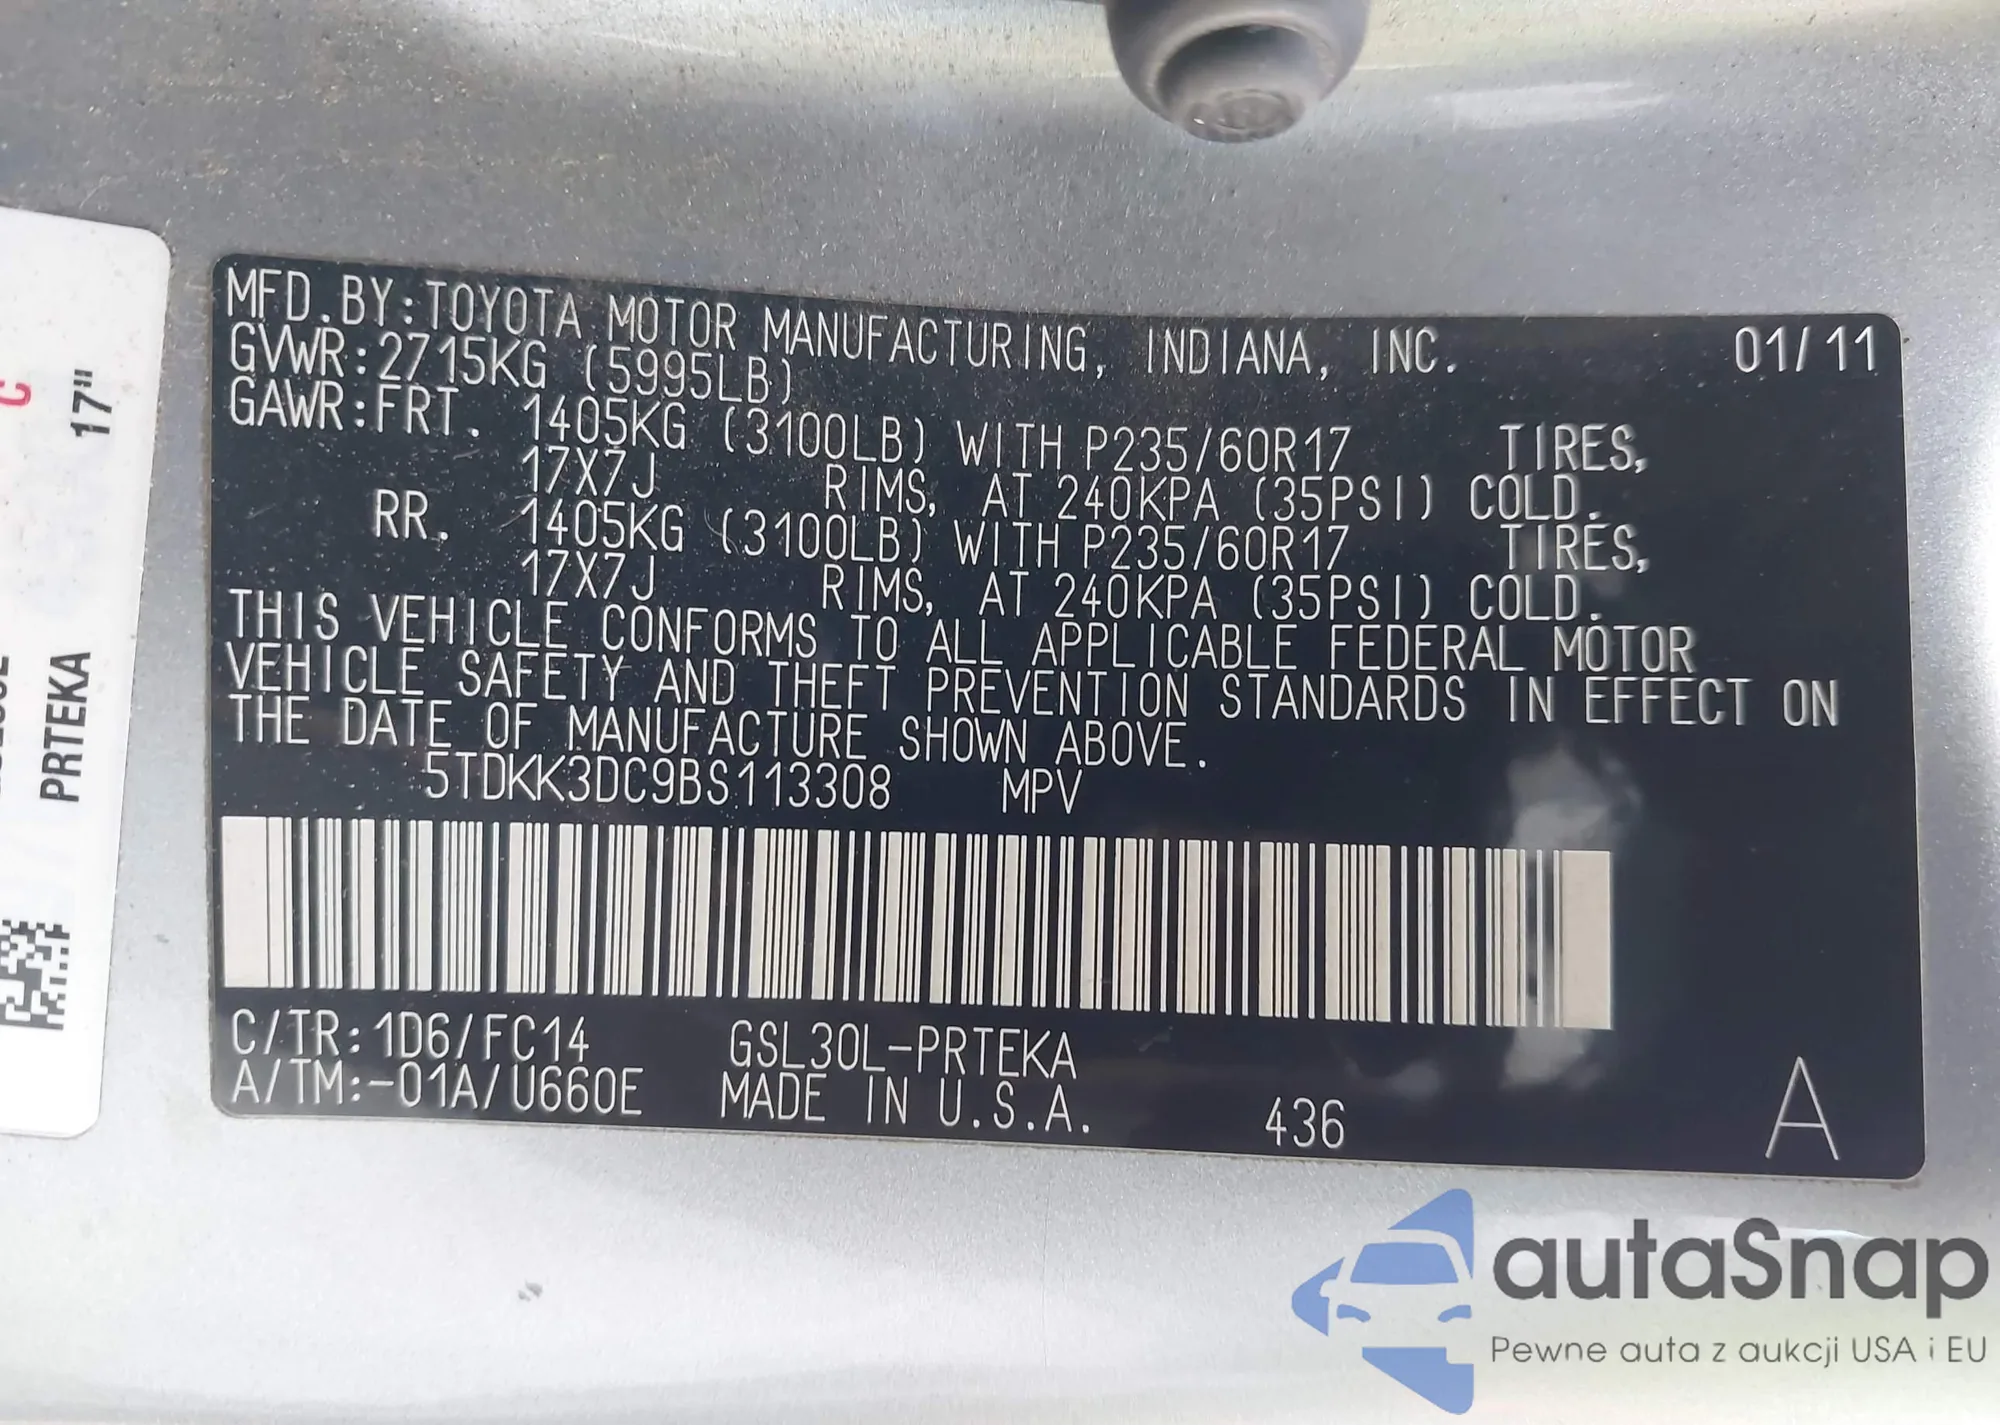 MFD. BY: TOYOTA MOTOR MANUFACTURING, INDIANA, INC. 01/11
GVWR: 2715KG (5995LB)
GAWR: FRT. 1405KG (3100LB) WITH P235/60R17 TIRES,
17X7J RIMS, AT 240KPA (35PSI) COLD.
RR. 1405KG (3100LB) WITH P235/60R17 TIRES,
17X7J RIMS, AT 240KPA (35PSI) COLD.
THIS VEHICLE CONFORMS TO ALL APPLICABLE FEDERAL MOTOR
VEHICLE SAFETY AND THEFT PREVENTION STANDARDS IN EFFECT ON
THE DATE OF MANUFACTURE SHOWN ABOVE.
5TDKK3DC9BS113308 MPV
C/TR: 1D6/FC14 GSL30L-PRTEKA
A/TM: -01A/U660E MADE IN U.S.A. 436 A
C
17"
PRTEKA
autoSnap
Pewne auta z aukcji USA i EU